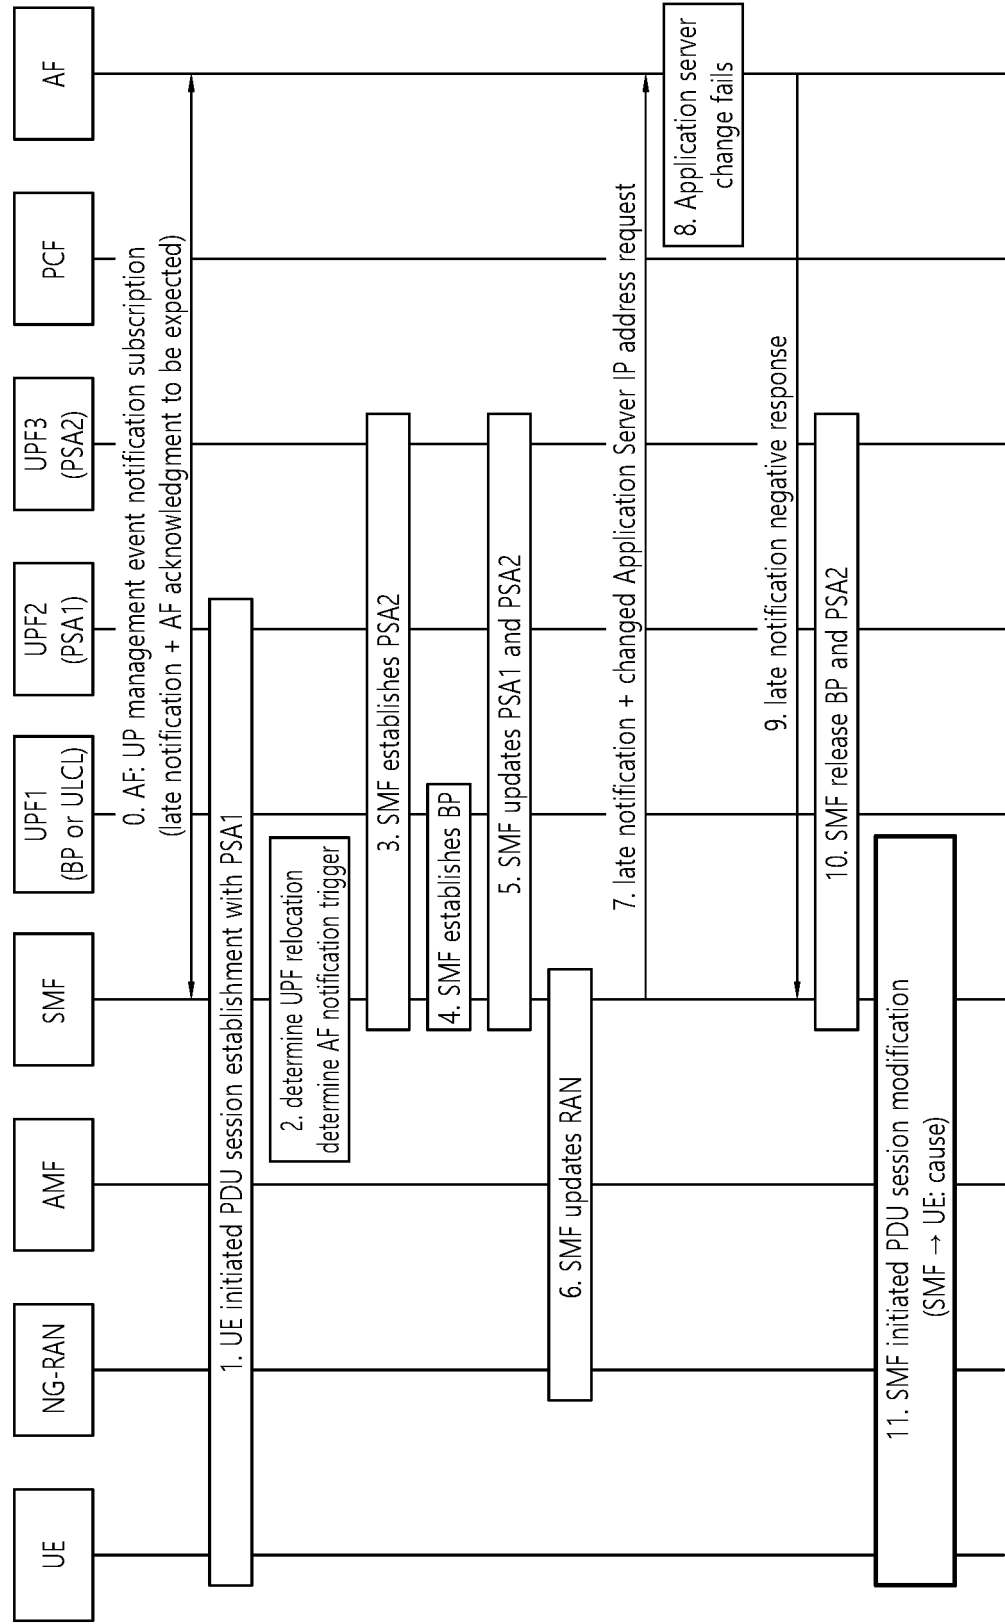 UE
NG-RAN
AMF
SMF
UPF1
(BP or ULCL)
UPF2
(PSA1)
UPF3
(PSA2)
PCF
AF
0. AF: UP management event notification subscription
(late notification + AF acknowledgment to be expected)
1. UE initiated PDU session establishment with PSA1
2. determine UPF relocation
determine AF notification trigger
3. SMF establishes PSA2
4. SMF establishes BP
5. SMF updates PSA1 and PSA2
6. SMF updates RAN
7. late notification + changed Application Server IP address request
8. Application server
change fails
9. late notification negative response
10. SMF release BP and PSA2
11. SMF initiated PDU session modification
(SMF → UE: cause)